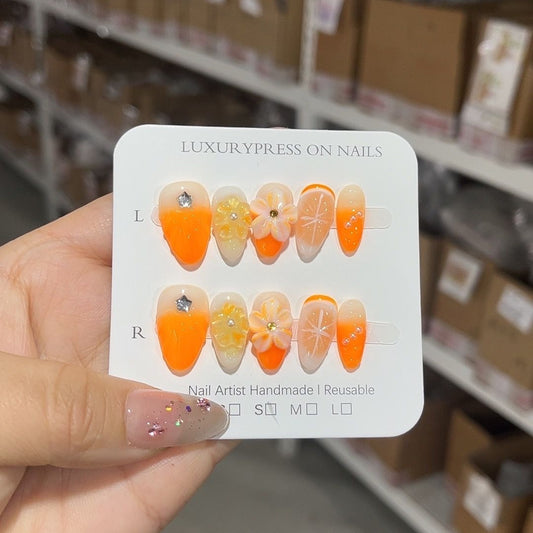 LUXURYPRESS ON NAILS
L
R
Nail Artist Handmade | Reusable
S☐ M☐ L☐